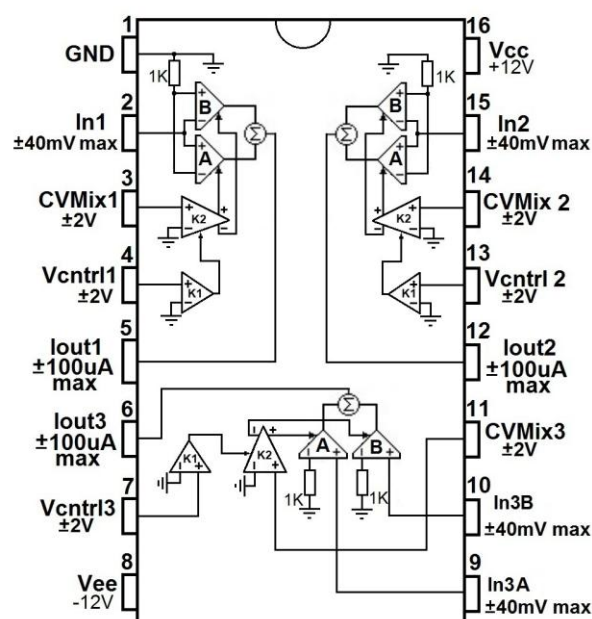 1
GND
2
In1
±40mV max
3
CVMix1
±2V
4
Vcntrl1
±2V
5
Iout1
±100uA
max
6
Iout3
±100uA
max
7
Vcntrl3
±2V
8
Vee
-12V
16
Vcc
+12V
15
In2
±40mV max
14
CVMix 2
±2V
13
Vcntrl 2
±2V
12
Iout2
±100uA
max
11
CVMix3
±2V
10
In3B
±40mV max
9
In3A
±40mV max
1K
B
Σ
A
K2
K1
1K
B
Σ
A
K2
K1
Σ
K1
K2
A
B
1K
1K